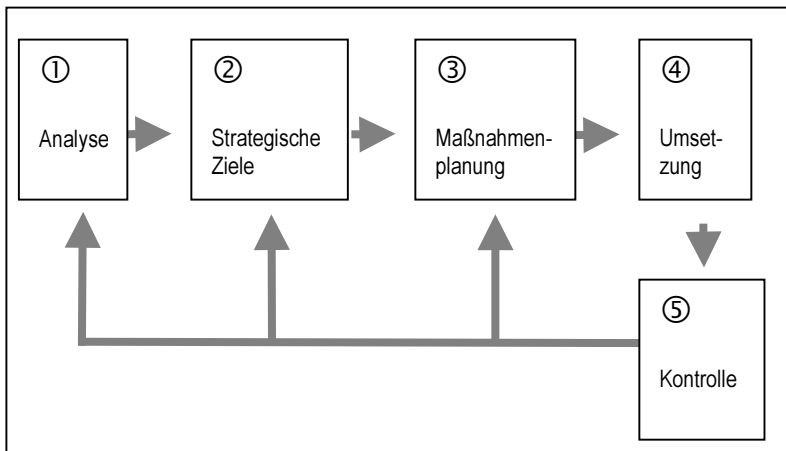 ①
Analyse
②
Strategische
Ziele
③
Maßnahmen-
planung
④
Umset-
zung
⑤
Kontrolle